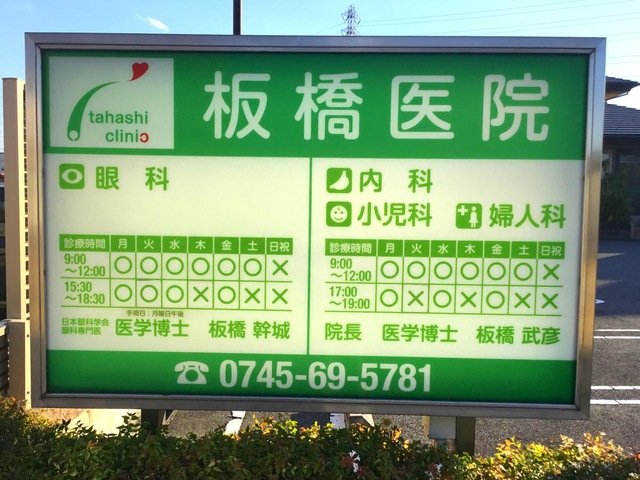 tahashi
clinic
板橋医院
眼科
診療時間 月 火 水 木 金 土 日祝
9:00～12:00 ○ ○ ○ ○ ○ ○ ×
15:30～18:30 ○ ○ ○ × ○ × ×
手術日：月曜日午後
日本眼科学会
眼科専門医 医学博士 板橋 幹城
内科
小児科 婦人科
診療時間 月 火 水 木 金 土 日祝
9:00～12:00 ○ ○ ○ ○ ○ ○ ×
17:00～19:00 ○ × ○ × ○ × ×
院長 医学博士 板橋 武彦
☎ 0745-69-5781